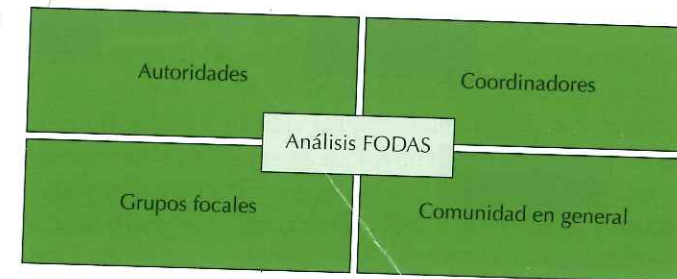 Autoridades
Coordinadores
Análisis FODAS
Grupos focales
Comunidad en general